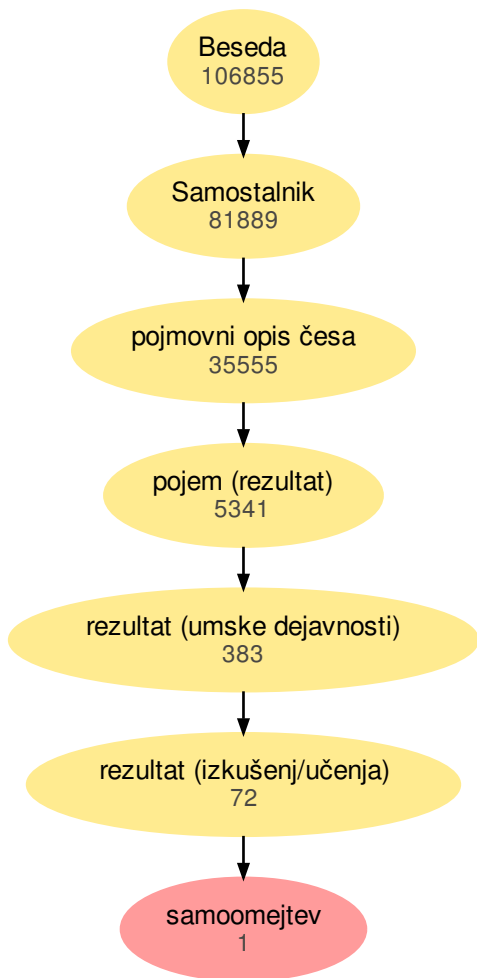 Beseda
106855
Samostalnik
81889
pojmovni opis česa
35555
pojem (rezultat)
5341
rezultat (umske dejavnosti)
383
rezultat (izkušenj/učenja)
72
samoomejtev
1